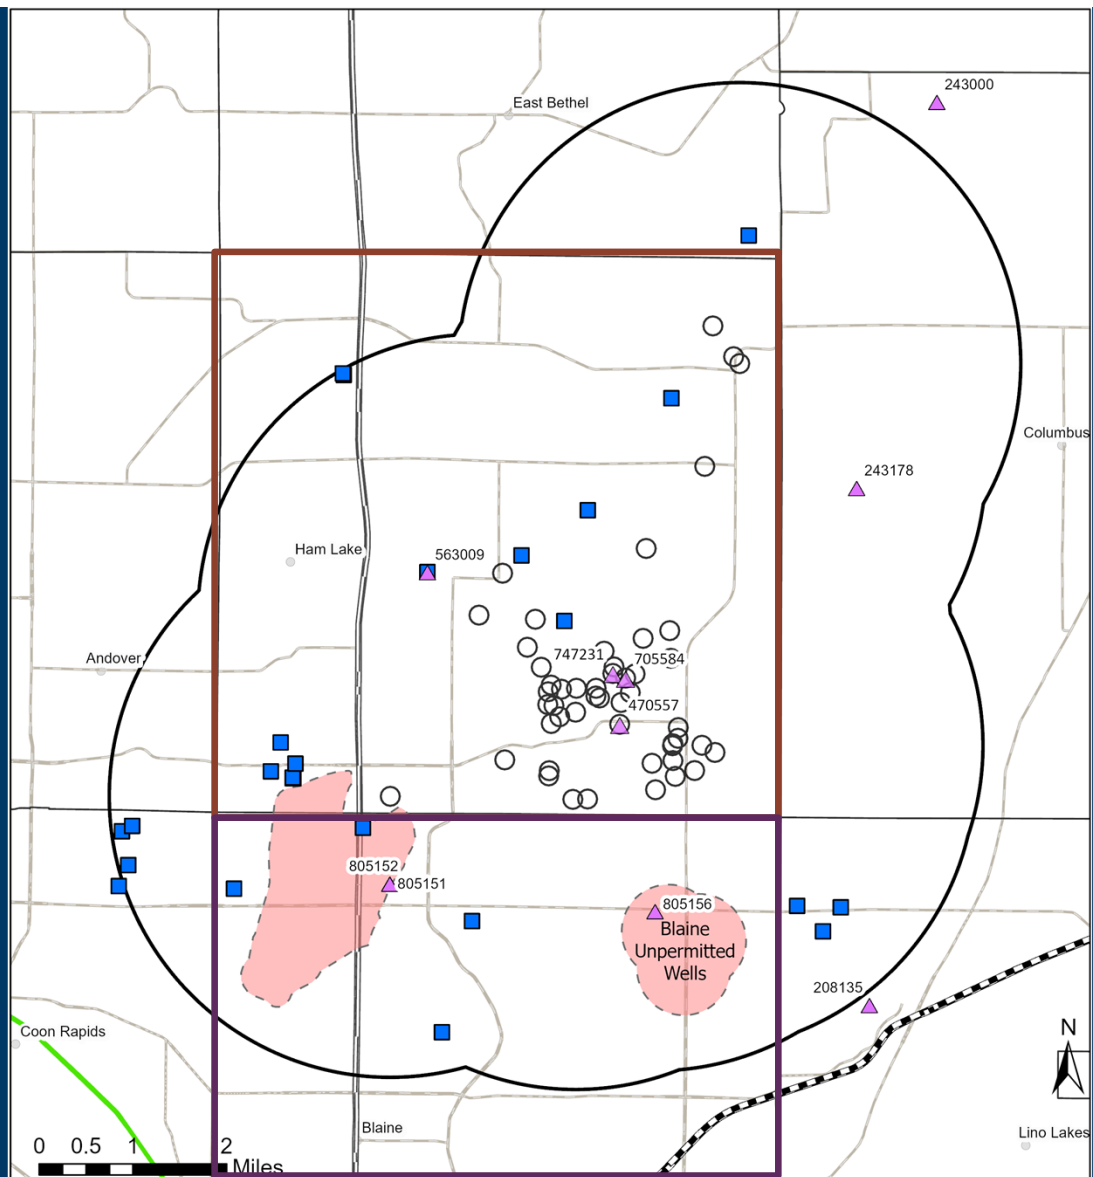 243000
East Bethel
Columbus
243178
Ham Lake
563009
Andover
747231
705584
470557
805152
805151
805156
Blaine
Unpermitted
Wells
208135
Coon Rapids
N
Blaine
Lino Lakes
0 0.5 1 2
Miles